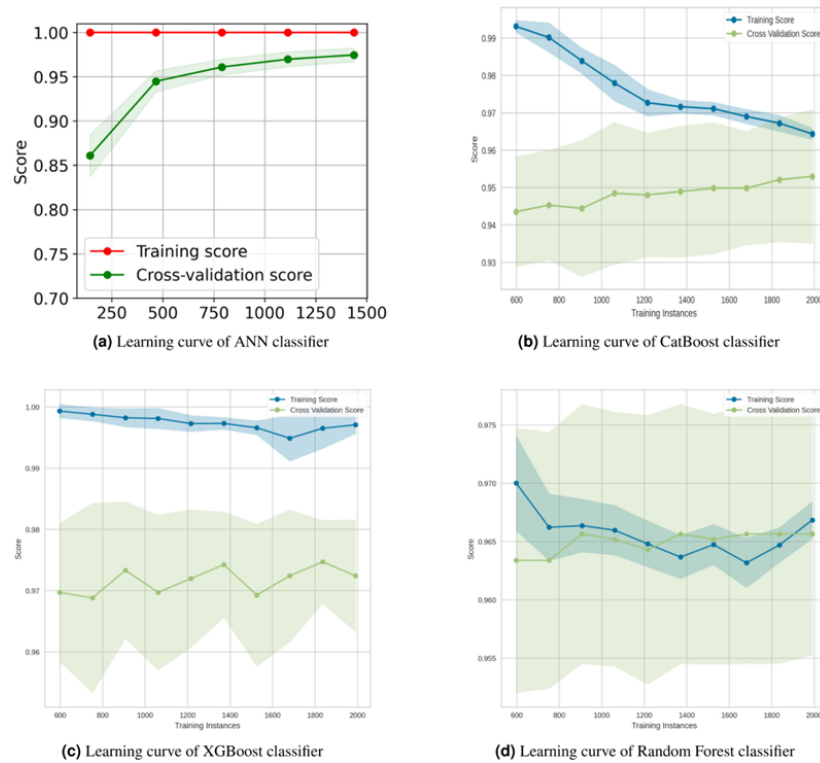 1.00
0.95
0.90
0.85
0.80
0.75
0.70
Score
Training score
Cross-validation score
250 500 750 1000 1250 1500
(a) Learning curve of ANN classifier
Training Score
Cross Validation Score
0.99
0.98
0.97
0.96
0.95
0.94
0.93
Score
600 800 1000 1200 1400 1600 1800 2000
Training Instances
(b) Learning curve of CatBoost classifier
Training Score
Cross Validation Score
1.00
0.99
0.98
0.97
0.96
Score
600 800 1000 1200 1400 1600 1800 2000
Training Instances
(c) Learning curve of XGBoost classifier
Training Score
Cross Validation Score
0.975
0.970
0.965
0.960
0.955
Score
600 800 1000 1200 1400 1600 1800 2000
Training Instances
(d) Learning curve of Random Forest classifier